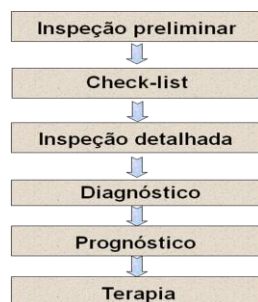 Inspeção preliminar
Check-list
Inspeção detalhada
Diagnóstico
Prognóstico
Terapia